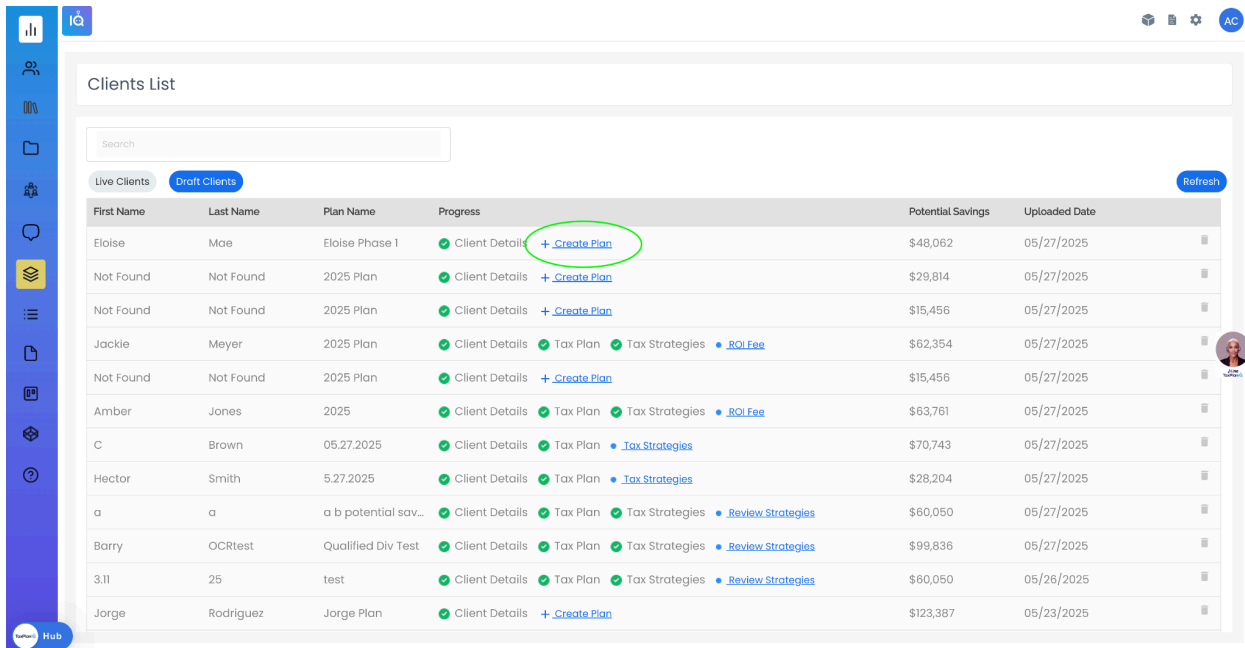 IQ
AC
Clients List
Search
Live Clients Draft Clients Refresh
First Name Last Name Plan Name Progress Potential Savings Uploaded Date
Eloise Mae Eloise Phase 1 Client Details + Create Plan $48,062 05/27/2025
Not Found Not Found 2025 Plan Client Details + Create Plan $29,814 05/27/2025
Not Found Not Found 2025 Plan Client Details + Create Plan $15,456 05/27/2025
Jackie Meyer 2025 Plan Client Details Tax Plan Tax Strategies ROI Fee $62,354 05/27/2025
Not Found Not Found 2025 Plan Client Details + Create Plan $15,456 05/27/2025
Amber Jones 2025 Client Details Tax Plan Tax Strategies ROI Fee $63,761 05/27/2025
C Brown 05.27.2025 Client Details Tax Plan Tax Strategies $70,743 05/27/2025
Hector Smith 5.27.2025 Client Details Tax Plan Tax Strategies $28,204 05/27/2025
a a a b potential sav... Client Details Tax Plan Tax Strategies Review Strategies $60,050 05/27/2025
Barry OCRtest Qualified Div Test Client Details Tax Plan Tax Strategies Review Strategies $99,836 05/27/2025
3.11 25 test Client Details Tax Plan Tax Strategies Review Strategies $60,050 05/26/2025
Jorge Rodriguez Jorge Plan Client Details + Create Plan $123,387 05/23/2025
TaxPlanIQ Hub